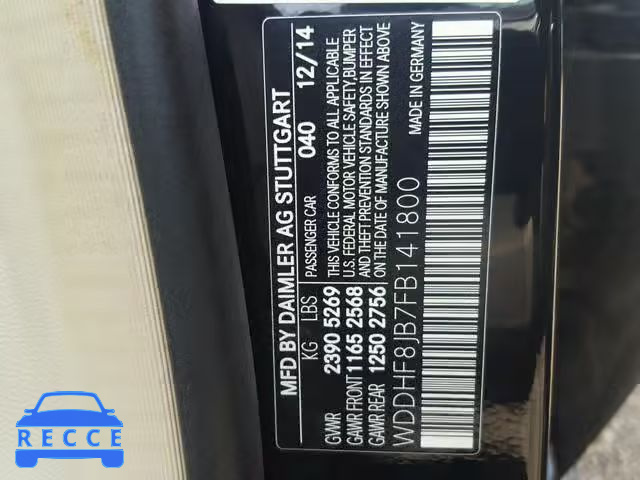 MFD BY DAIMLER AG STUTTGART
040 12/14
KG LBS PASSENGER CAR
GVWR 2390 5269
GAWR FRONT 1165 2568
GAWR REAR 1250 2756
THIS VEHICLE CONFORMS TO ALL APPLICABLE
U.S. FEDERAL MOTOR VEHICLE SAFETY, BUMPER
AND THEFT PREVENTION STANDARDS IN EFFECT
ON THE DATE OF MANUFACTURE SHOWN ABOVE
WDDHF8JB7FB141800
MADE IN GERMANY
RECCE